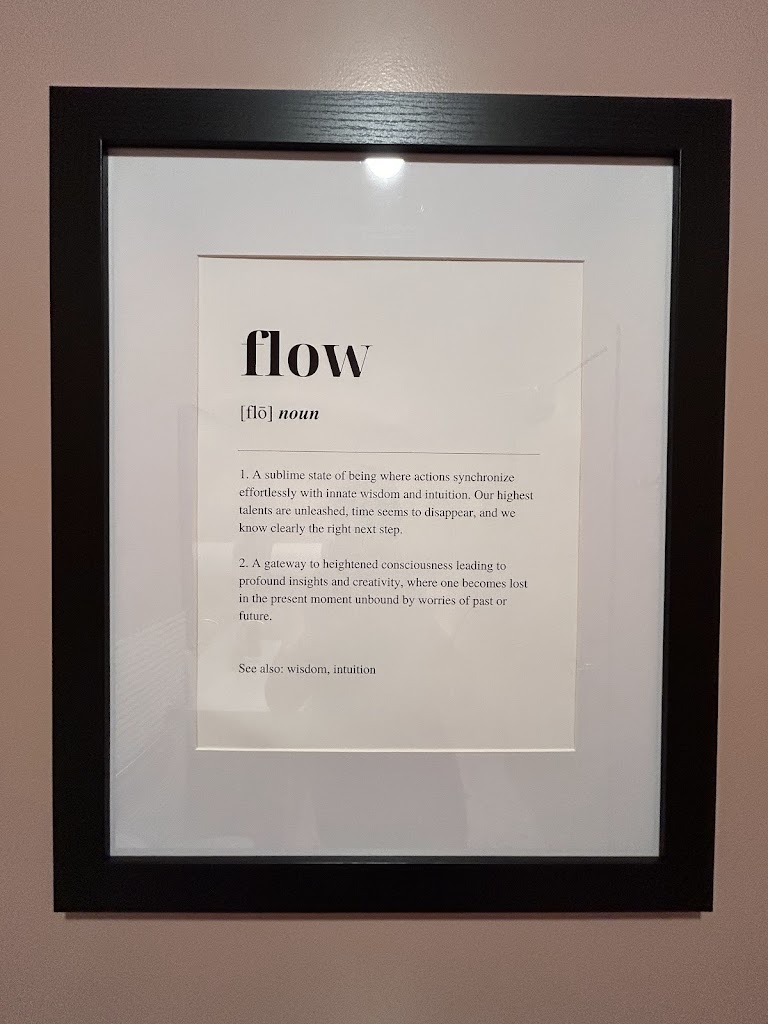 flow
[flō] noun
1. A sublime state of being where actions synchronize
effortlessly with innate wisdom and intuition. Our highest
talents are unleashed, time seems to disappear, and we
know clearly the right next step.
2. A gateway to heightened consciousness leading to
profound insights and creativity, where one becomes lost
in the present moment unbound by worries of past or
future.
See also: wisdom, intuition